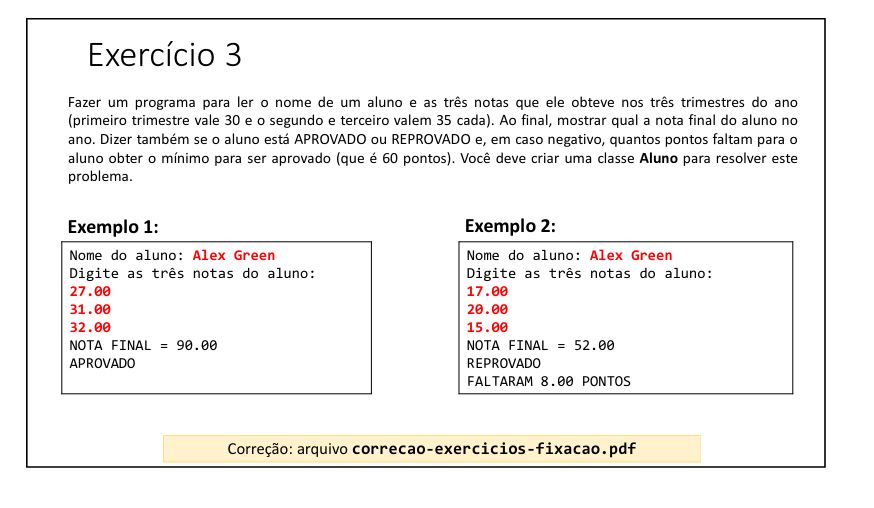 Exercício 3
Fazer um programa para ler o nome de um aluno e as três notas que ele obteve nos três trimestres do ano
(primeiro trimestre vale 30 e o segundo e terceiro valem 35 cada). Ao final, mostrar qual a nota final do aluno no
ano. Dizer também se o aluno está APROVADO ou REPROVADO e, em caso negativo, quantos pontos faltam para o
aluno obter o mínimo para ser aprovado (que é 60 pontos). Você deve criar uma classe Aluno para resolver este
problema.
Exemplo 1:
Nome do aluno: Alex Green
Digite as três notas do aluno:
27.00
31.00
32.00
NOTA FINAL = 90.00
APROVADO
Exemplo 2:
Nome do aluno: Alex Green
Digite as três notas do aluno:
17.00
20.00
15.00
NOTA FINAL = 52.00
REPROVADO
FALTARAM 8.00 PONTOS
Correção: arquivo correcao-exercicios-fixacao.pdf